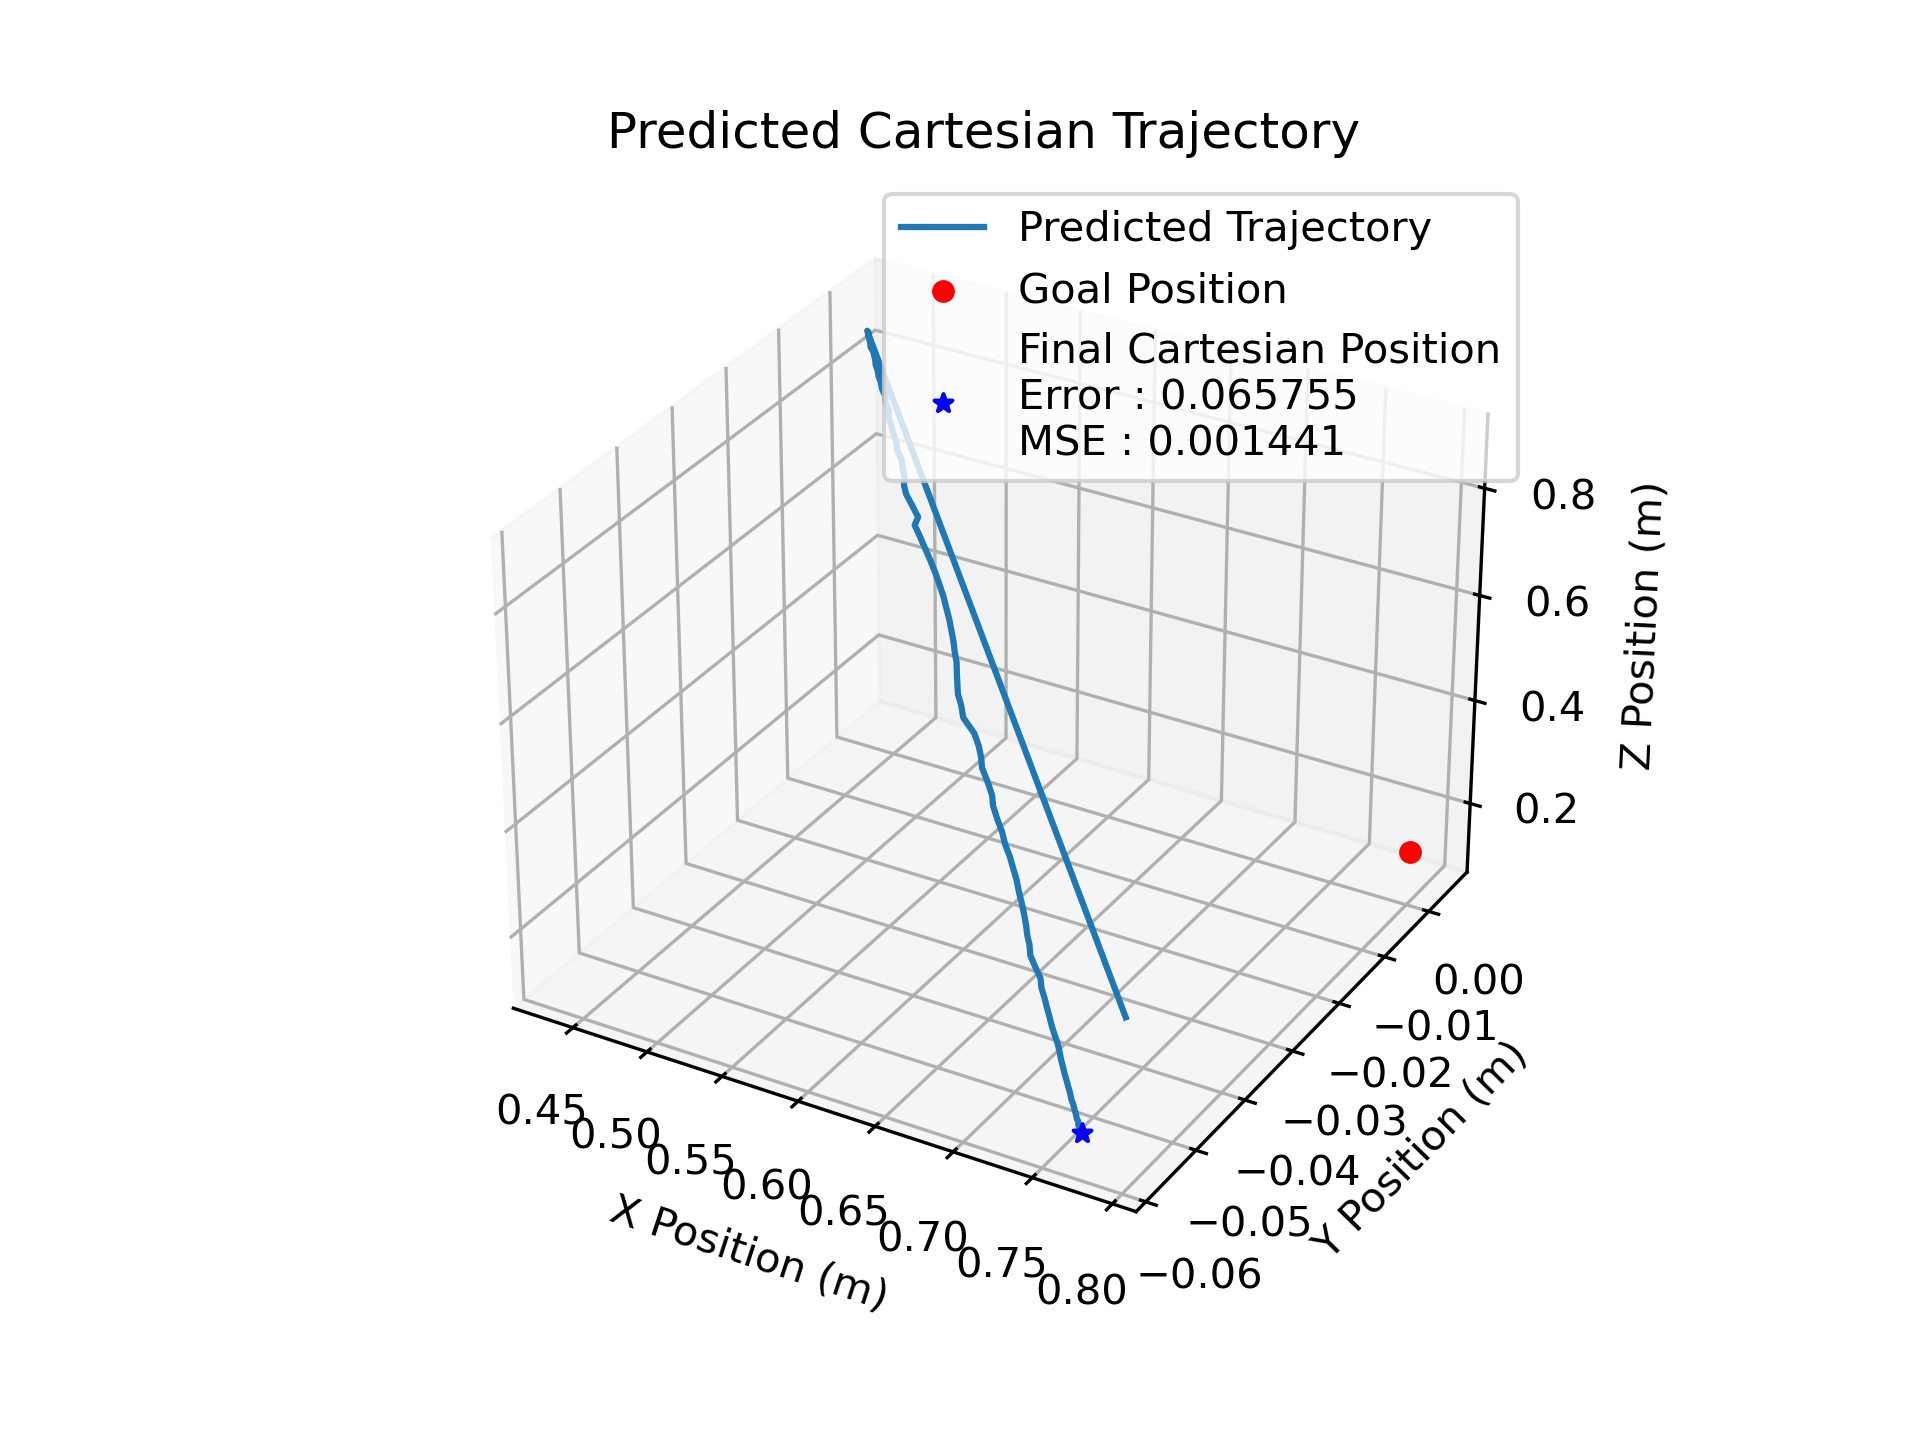 Predicted Cartesian Trajectory
Predicted Trajectory
Goal Position
Final Cartesian Position
Error : 0.065755
MSE : 0.001441
0.8
0.6
0.4
0.2
Z Position (m)
0.00
−0.01
−0.02
−0.03
−0.04
−0.05
−0.06
Y Position (m)
0.45
0.50
0.55
0.60
0.65
0.70
0.75
0.80
X Position (m)